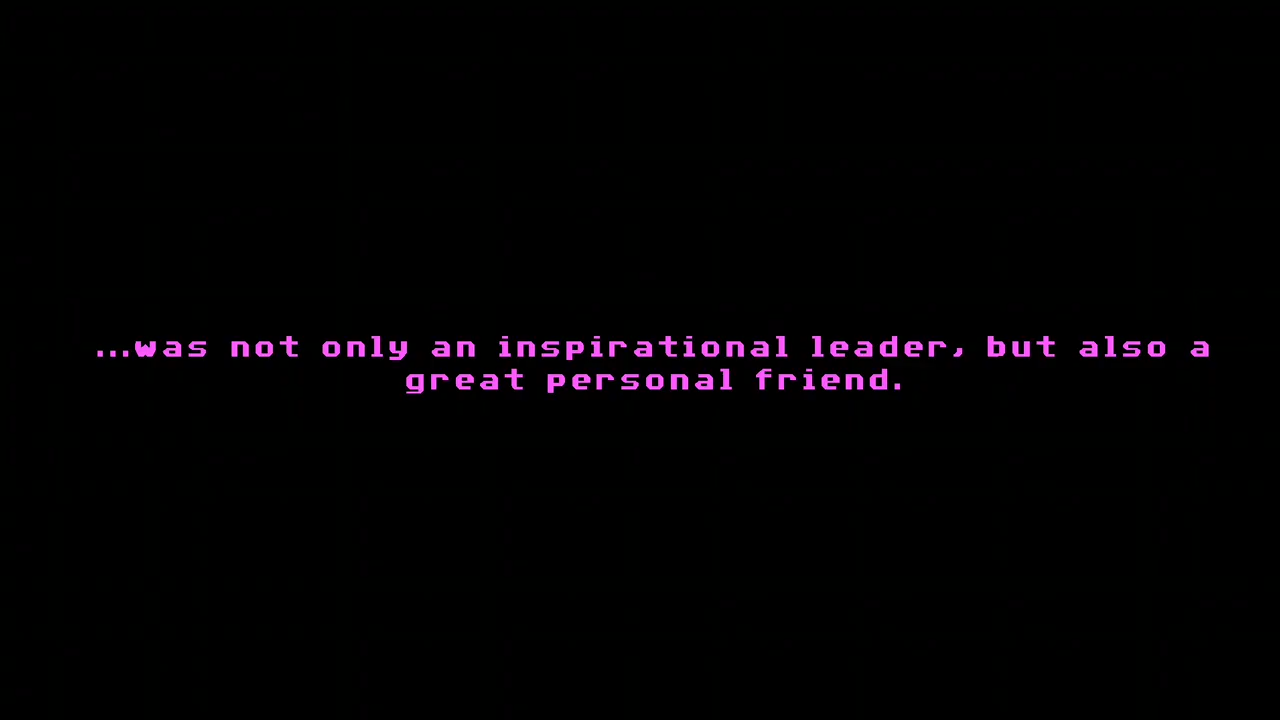 ...was not only an inspirational leader, but also a
great personal friend.